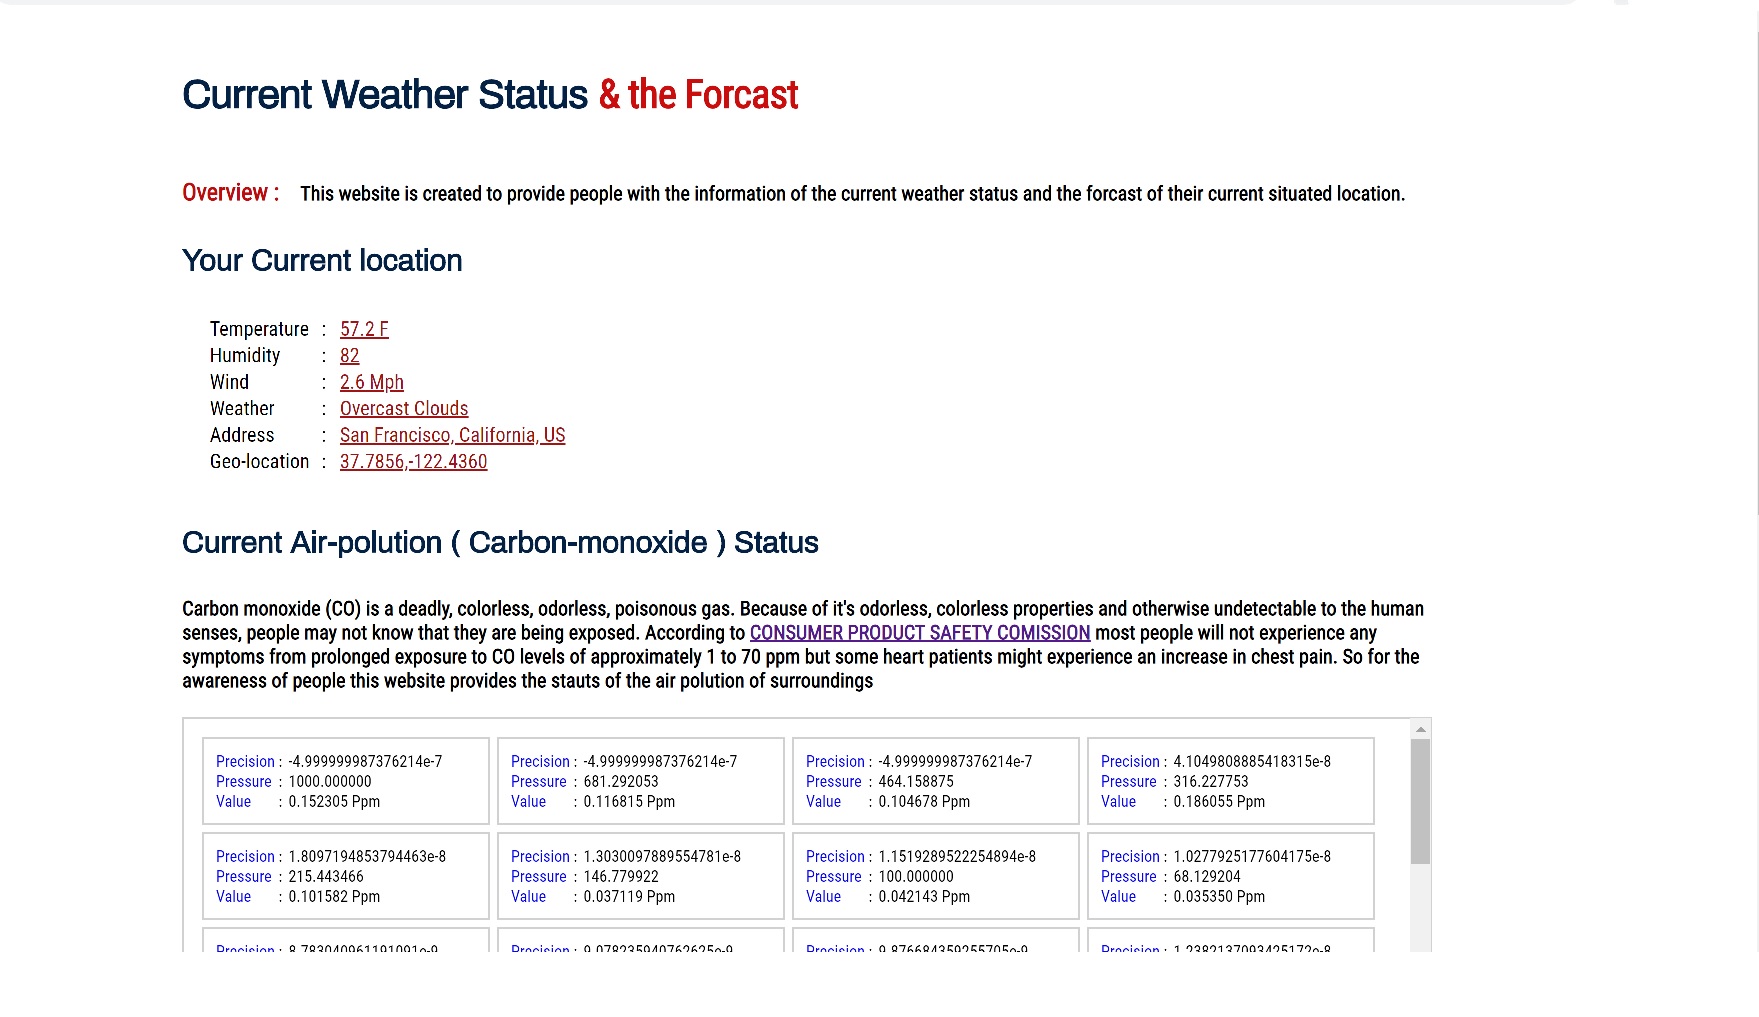 Current Weather Status & the Forcast
Overview : This website is created to provide people with the information of the current weather status and the forcast of their current situated location.
Your Current location
Temperature : 57.2 F
Humidity : 82
Wind : 2.6 Mph
Weather : Overcast Clouds
Address : San Francisco, California, US
Geo-location : 37.7856,-122.4360
Current Air-polution ( Carbon-monoxide ) Status
Carbon monoxide (CO) is a deadly, colorless, odorless, poisonous gas. Because of it's odorless, colorless properties and otherwise undetectable to the human
senses, people may not know that they are being exposed. According to CONSUMER PRODUCT SAFETY COMISSION most people will not experience any
symptoms from prolonged exposure to CO levels of approximately 1 to 70 ppm but some heart patients might experience an increase in chest pain. So for the
awareness of people this website provides the stauts of the air polution of surroundings
Precision : -4.999999987376214e-7
Pressure : 1000.000000
Value : 0.152305 Ppm
Precision : -4.999999987376214e-7
Pressure : 681.292053
Value : 0.116815 Ppm
Precision : -4.999999987376214e-7
Pressure : 464.158875
Value : 0.104678 Ppm
Precision : 4.1049808885418315e-8
Pressure : 316.227753
Value : 0.186055 Ppm
Precision : 1.8097194853794463e-8
Pressure : 215.443466
Value : 0.101582 Ppm
Precision : 1.3030097889554781e-8
Pressure : 146.779922
Value : 0.037119 Ppm
Precision : 1.1519289522254894e-8
Pressure : 100.000000
Value : 0.042143 Ppm
Precision : 1.0277925177604175e-8
Pressure : 68.129204
Value : 0.035350 Ppm
Precision : 8.783040961191091e-9
Precision : 9.078235940762625e-9
Precision : 9.876684359255705e-9
Precision : 1.2382137093425172e-8